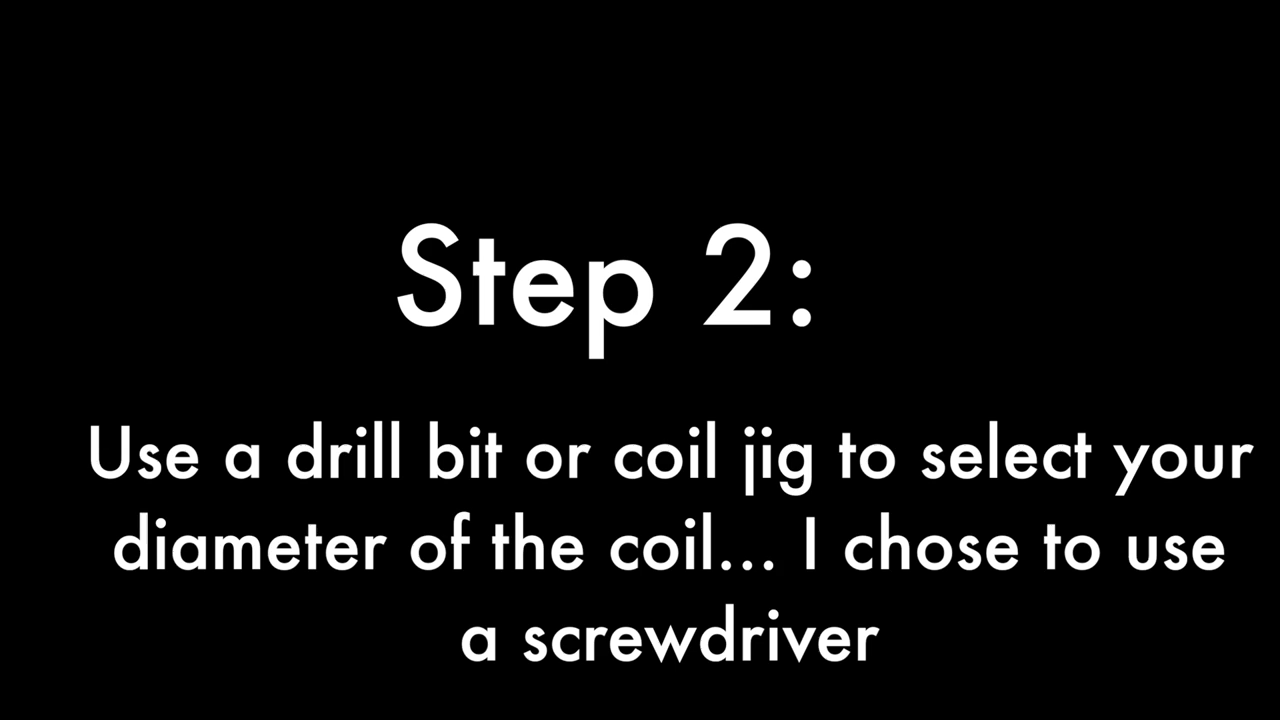 Step 2:
Use a drill bit or coil jig to select your
diameter of the coil... I chose to use
a screwdriver